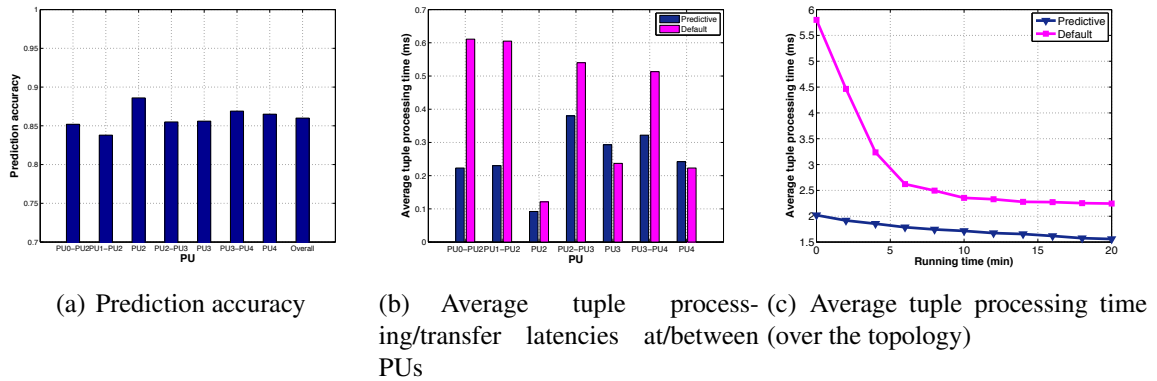 1
0.95
0.9
0.85
0.8
0.75
0.7
Prediction accuracy
PU0−PU2 PU1−PU2 PU2 PU2−PU3 PU3 PU3−PU4 PU4 Overall
PU
(a) Prediction accuracy
0.7
0.6
0.5
0.4
0.3
0.2
0.1
0
Average tuple processing time (ms)
Predictive
Default
PU0−PU2 PU1−PU2 PU2 PU2−PU3 PU3 PU3−PU4 PU4
PU
(b) Average tuple process-
ing/transfer latencies at/between
PUs
6
5.5
5
4.5
4
3.5
3
2.5
2
1.5
Average tuple processing time (ms)
Predictive
Default
0 5 10 15 20
Running time (min)
(c) Average tuple processing time
(over the topology)